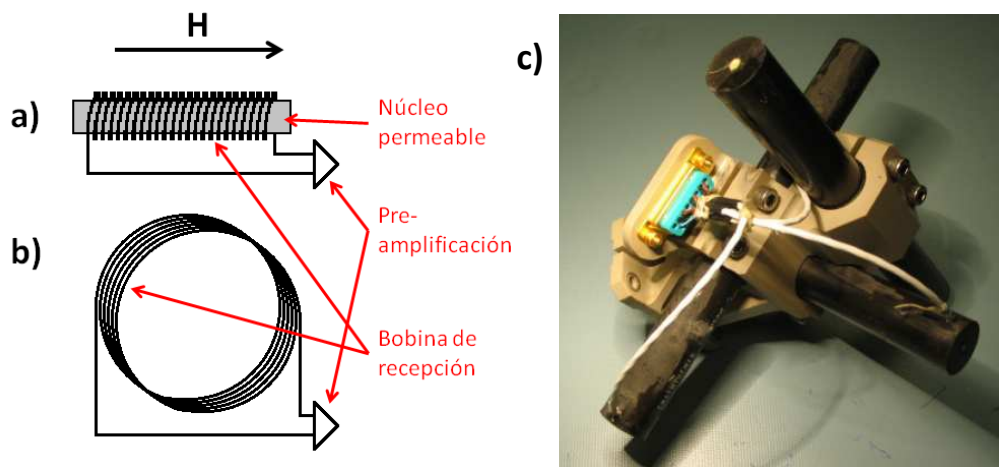 H
a)
Núcleo
permeable
Pre-
amplificación
b)
Bobina de
recepción
c)